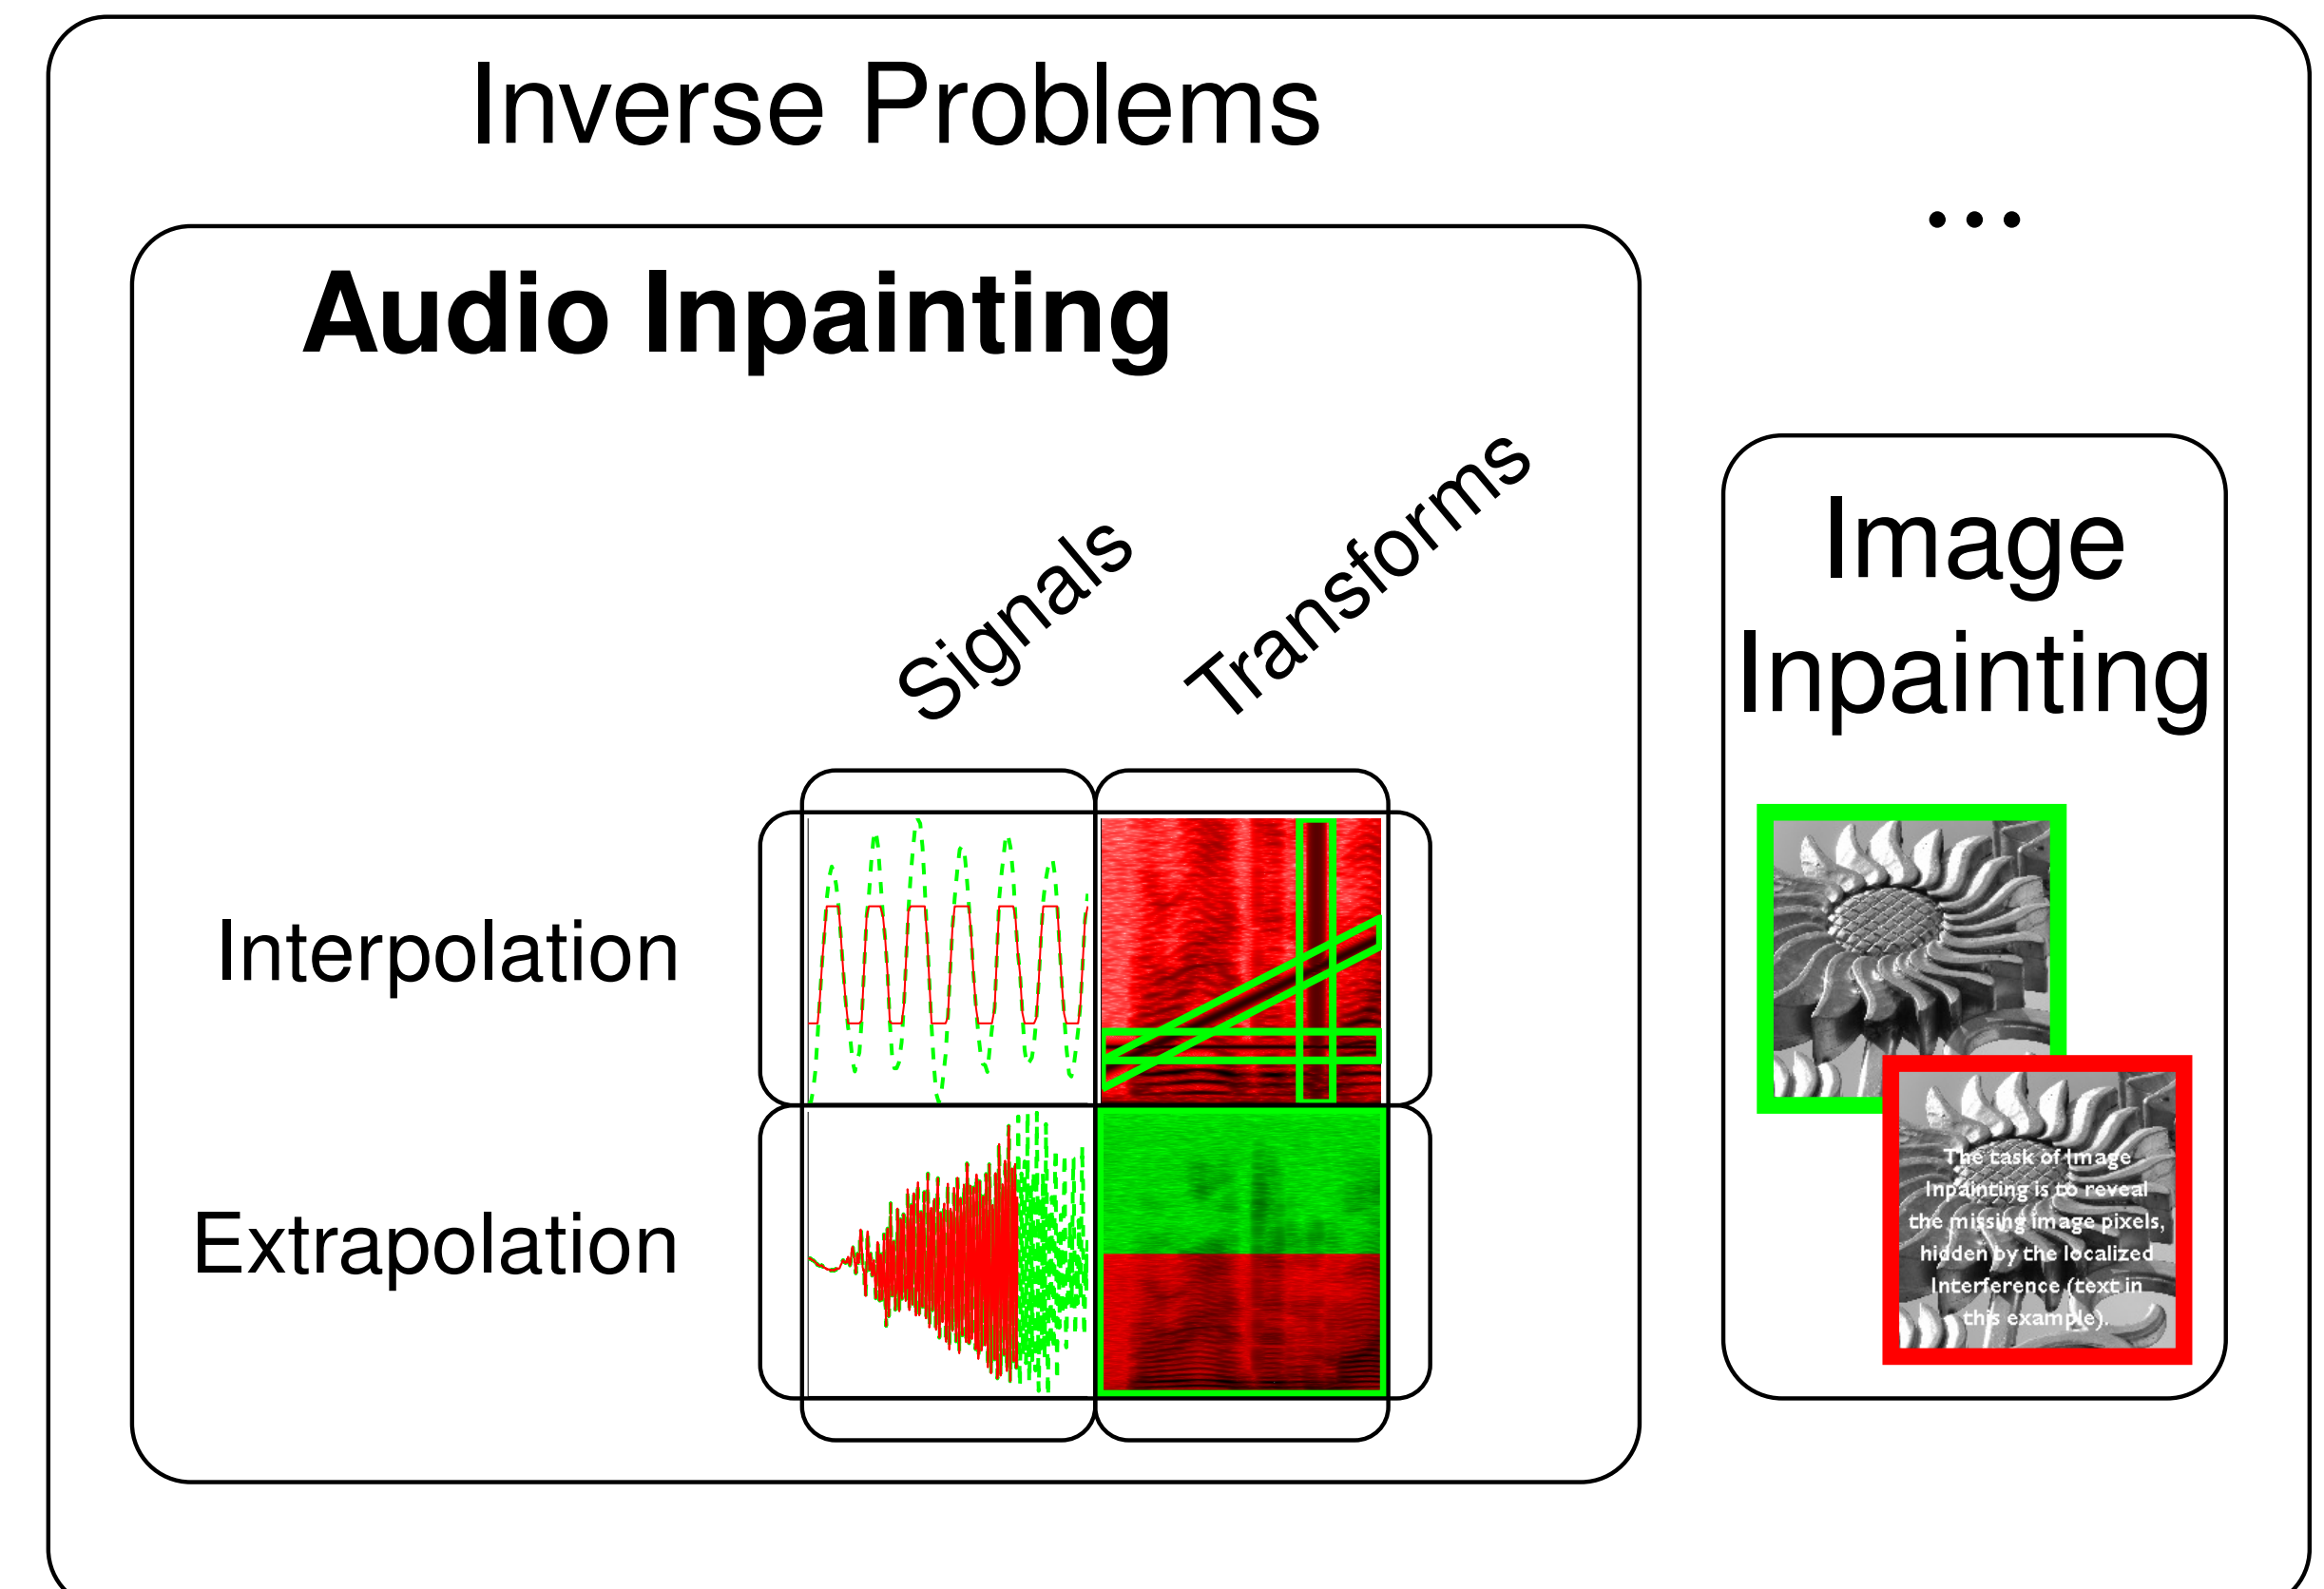 Inverse Problems
...
Audio Inpainting
Signals
Transforms
Interpolation
Extrapolation
Image
Inpainting
The task of Image
Inpainting is to reveal
the missing image pixels,
hidden by the localized
Interference (text in
this example).